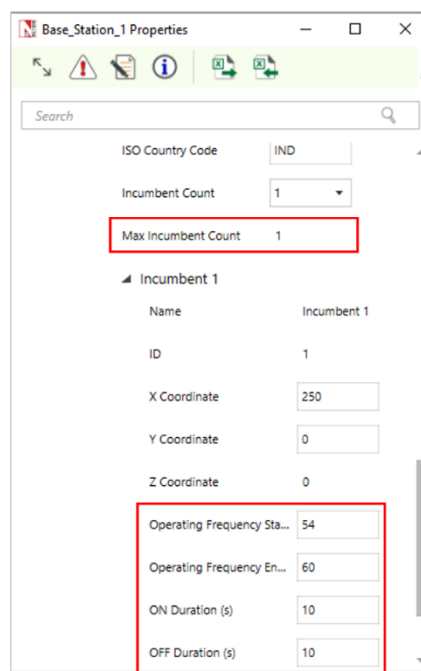 Base_Station_1 Properties
Search
ISO Country Code IND
Incumbent Count 1
Max Incumbent Count 1
Incumbent 1
Name Incumbent 1
ID 1
X Coordinate 250
Y Coordinate 0
Z Coordinate 0
Operating Frequency Sta... 54
Operating Frequency En... 60
ON Duration (s) 10
OFF Duration (s) 10